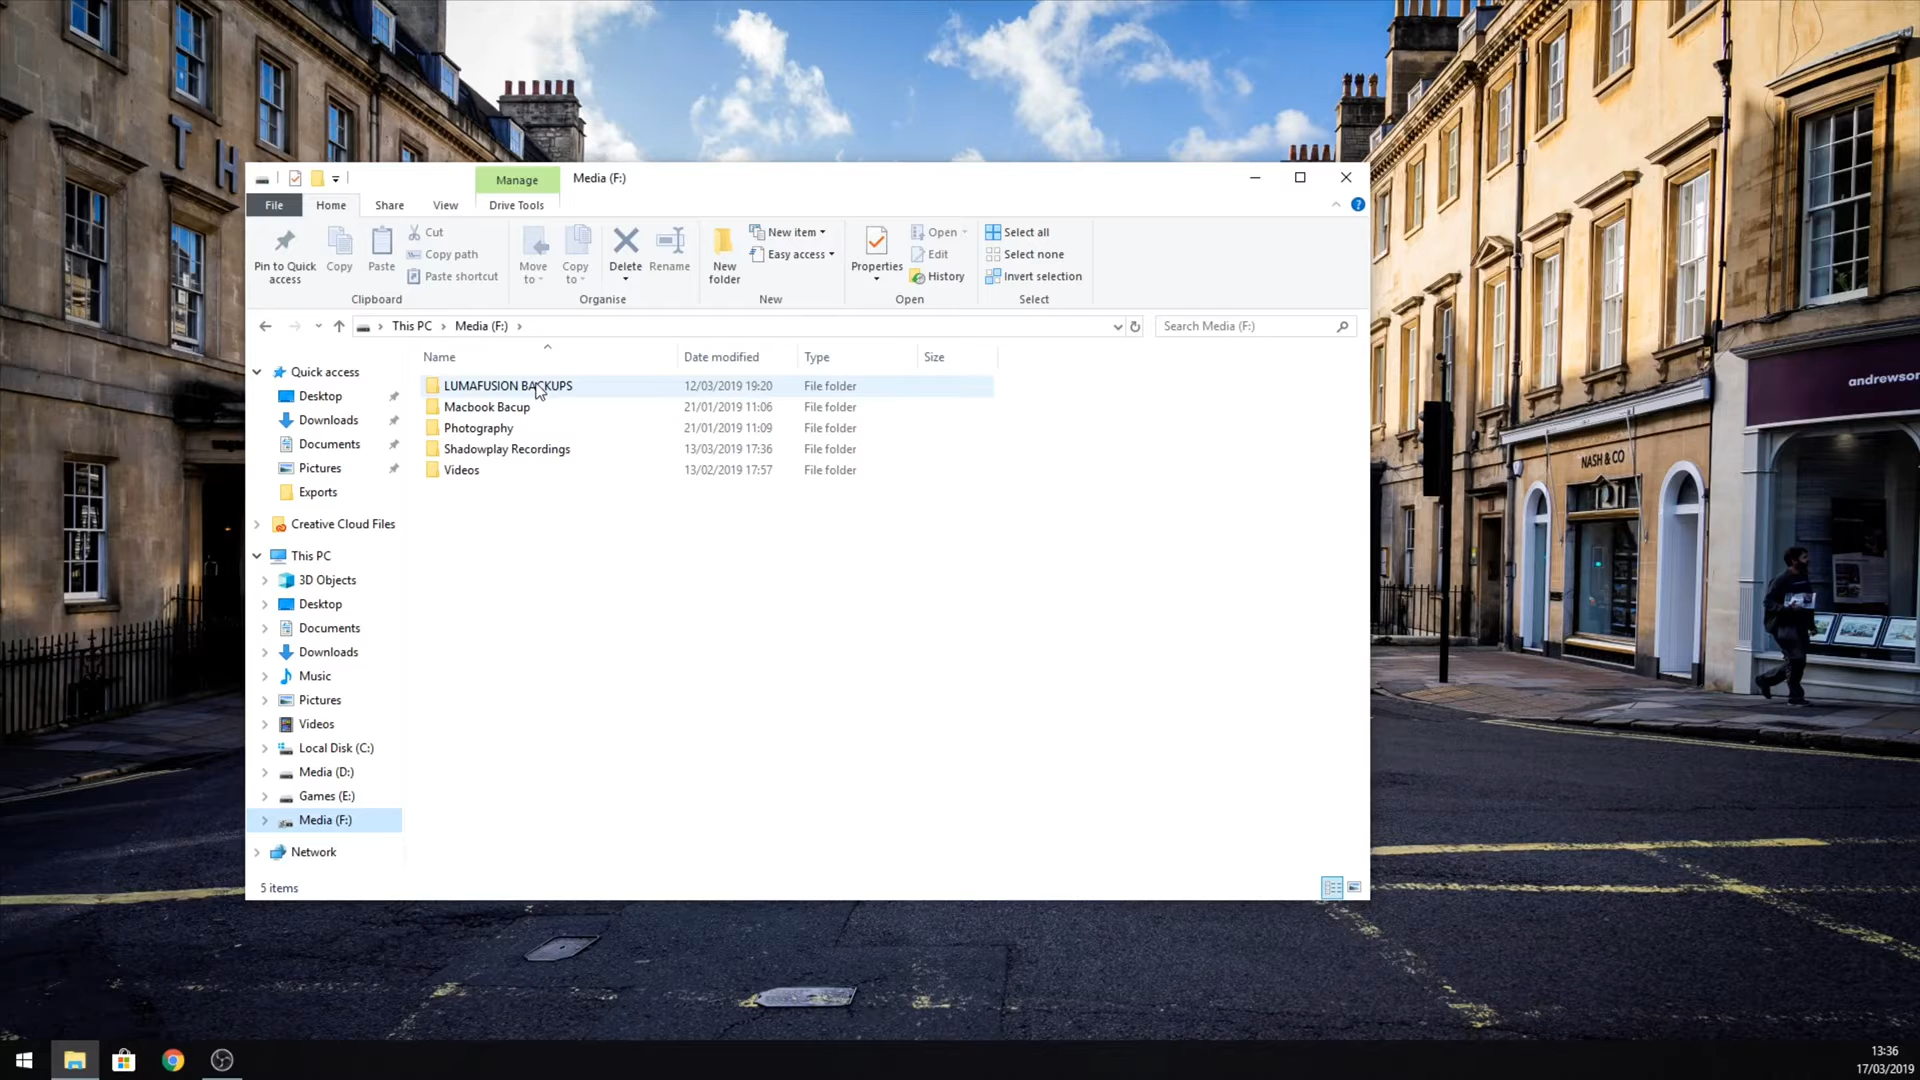 T
H
Manage
Media (F:)
File
Home
Share
View
Drive Tools
Pin to Quick access
Copy
Paste
Cut
Copy path
Paste shortcut
Clipboard
Move to
Copy to
Delete
Rename
Organise
New folder
New item
Easy access
New
Properties
Open
Edit
History
Open
Select all
Select none
Invert selection
Select
This PC
Media (F:)
Search Media (F:)
Name
Date modified
Type
Size
LUMAFUSION BACKUPS 12/03/2019 19:20 File folder
Macbook Bacup 21/01/2019 11:06 File folder
Photography 21/01/2019 11:09 File folder
Shadowplay Recordings 13/03/2019 17:36 File folder
Videos 13/02/2019 17:57 File folder
Quick access
Desktop
Downloads
Documents
Pictures
Exports
Creative Cloud Files
This PC
3D Objects
Desktop
Documents
Downloads
Music
Pictures
Videos
Local Disk (C:)
Media (D:)
Games (E:)
Media (F:)
Network
5 items
andrewso
NASH & CO
13:36
17/03/2019